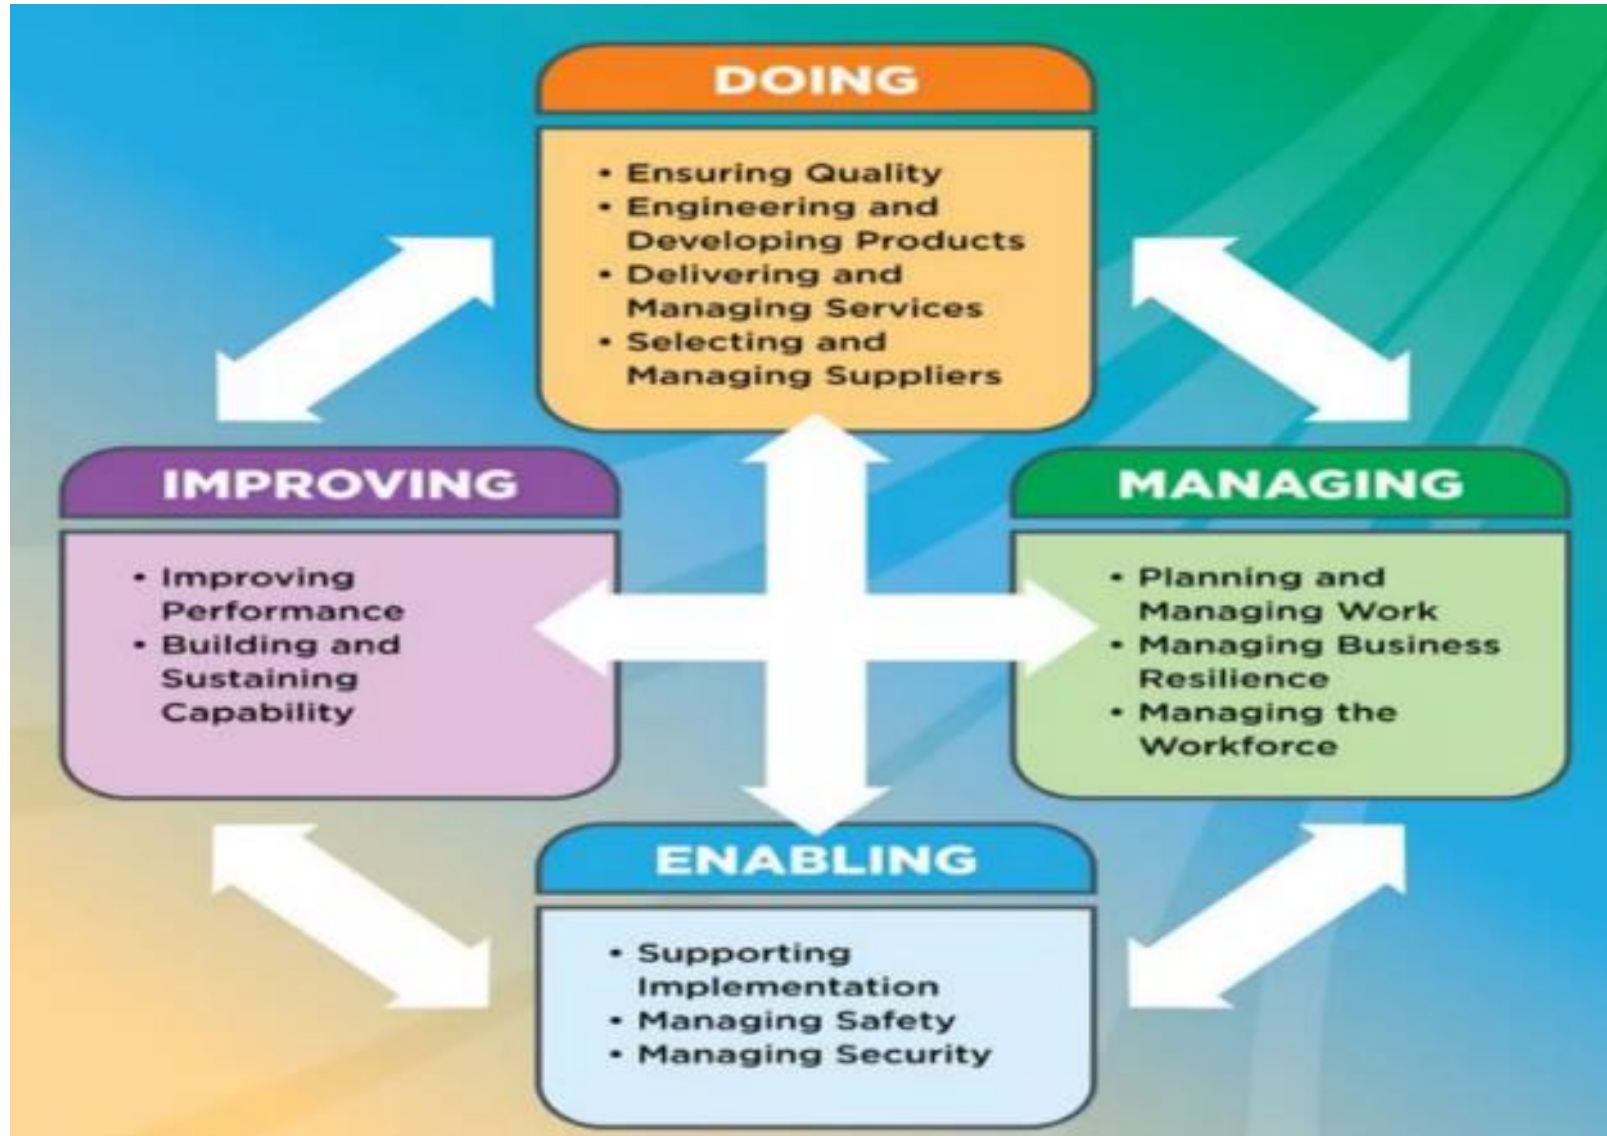 DOING
• Ensuring Quality
• Engineering and
Developing Products
• Delivering and
Managing Services
• Selecting and
Managing Suppliers
IMPROVING
• Improving
Performance
• Building and
Sustaining
Capability
MANAGING
• Planning and
Managing Work
• Managing Business
Resilience
• Managing the
Workforce
ENABLING
• Supporting
Implementation
• Managing Safety
• Managing Security